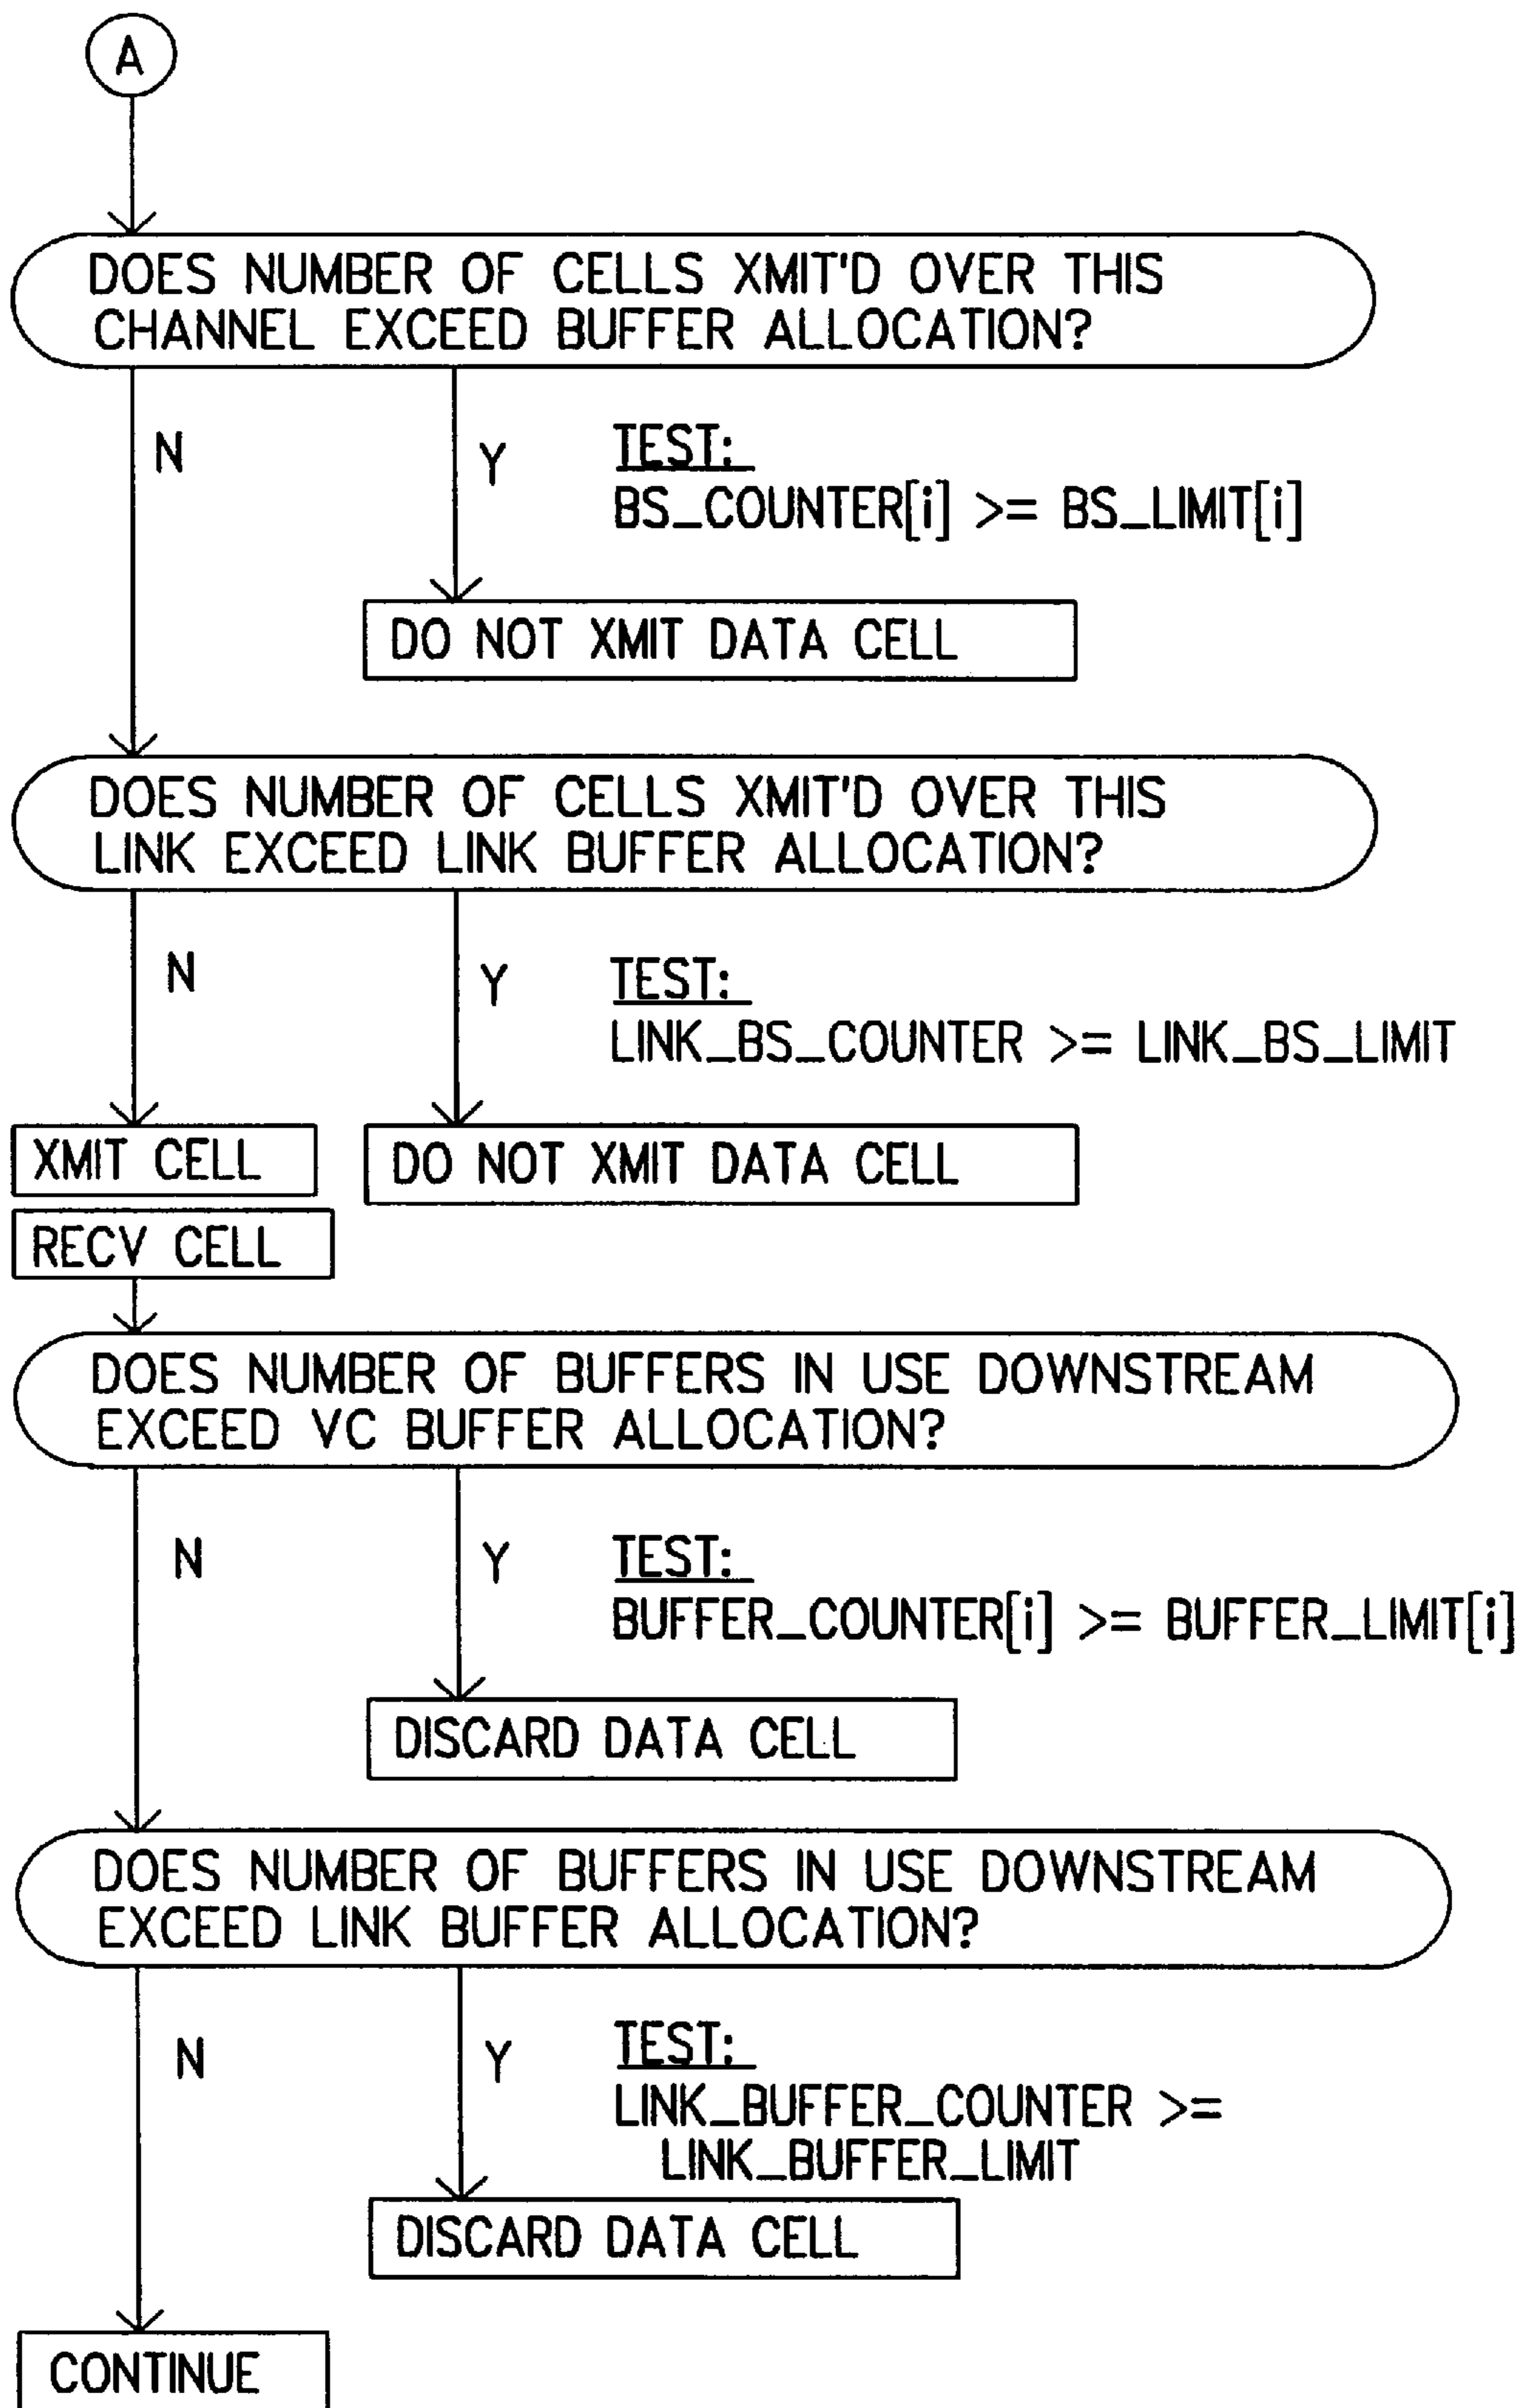 A
DOES NUMBER OF CELLS XMIT'D OVER THIS
CHANNEL EXCEED BUFFER ALLOCATION?
N
Y
TEST:
BS_COUNTER[i] >= BS_LIMIT[i]
DO NOT XMIT DATA CELL
DOES NUMBER OF CELLS XMIT'D OVER THIS
LINK EXCEED LINK BUFFER ALLOCATION?
N
Y
TEST:
LINK_BS_COUNTER >= LINK_BS_LIMIT
XMIT CELL
DO NOT XMIT DATA CELL
RECV CELL
DOES NUMBER OF BUFFERS IN USE DOWNSTREAM
EXCEED VC BUFFER ALLOCATION?
N
Y
TEST:
BUFFER_COUNTER[i] >= BUFFER_LIMIT[i]
DISCARD DATA CELL
DOES NUMBER OF BUFFERS IN USE DOWNSTREAM
EXCEED LINK BUFFER ALLOCATION?
N
Y
TEST:
LINK_BUFFER_COUNTER >=
LINK_BUFFER_LIMIT
DISCARD DATA CELL
CONTINUE